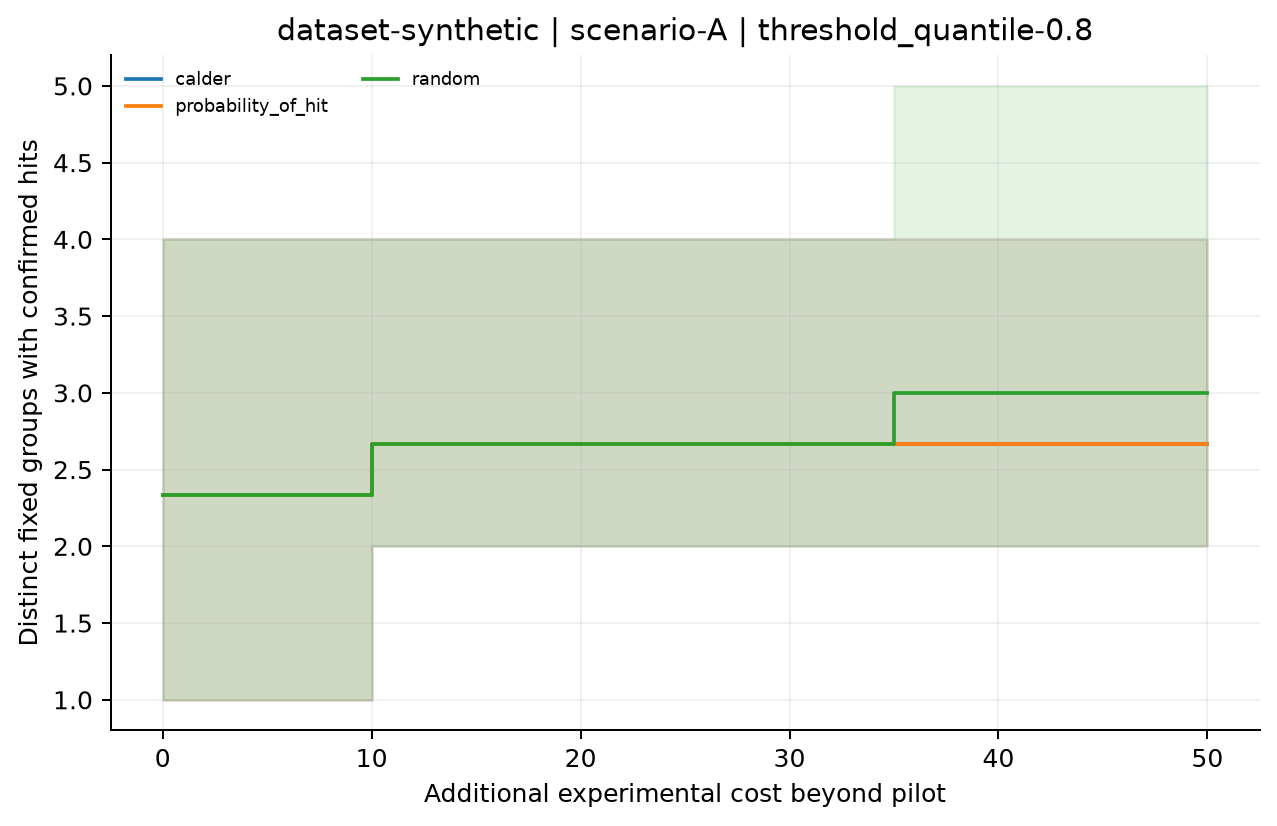 dataset-synthetic | scenario-A | threshold_quantile-0.8
calder
random
probability_of_hit
5.0
4.5
4.0
3.5
3.0
2.5
2.0
1.5
1.0
Distinct fixed groups with confirmed hits
0 10 20 30 40 50
Additional experimental cost beyond pilot